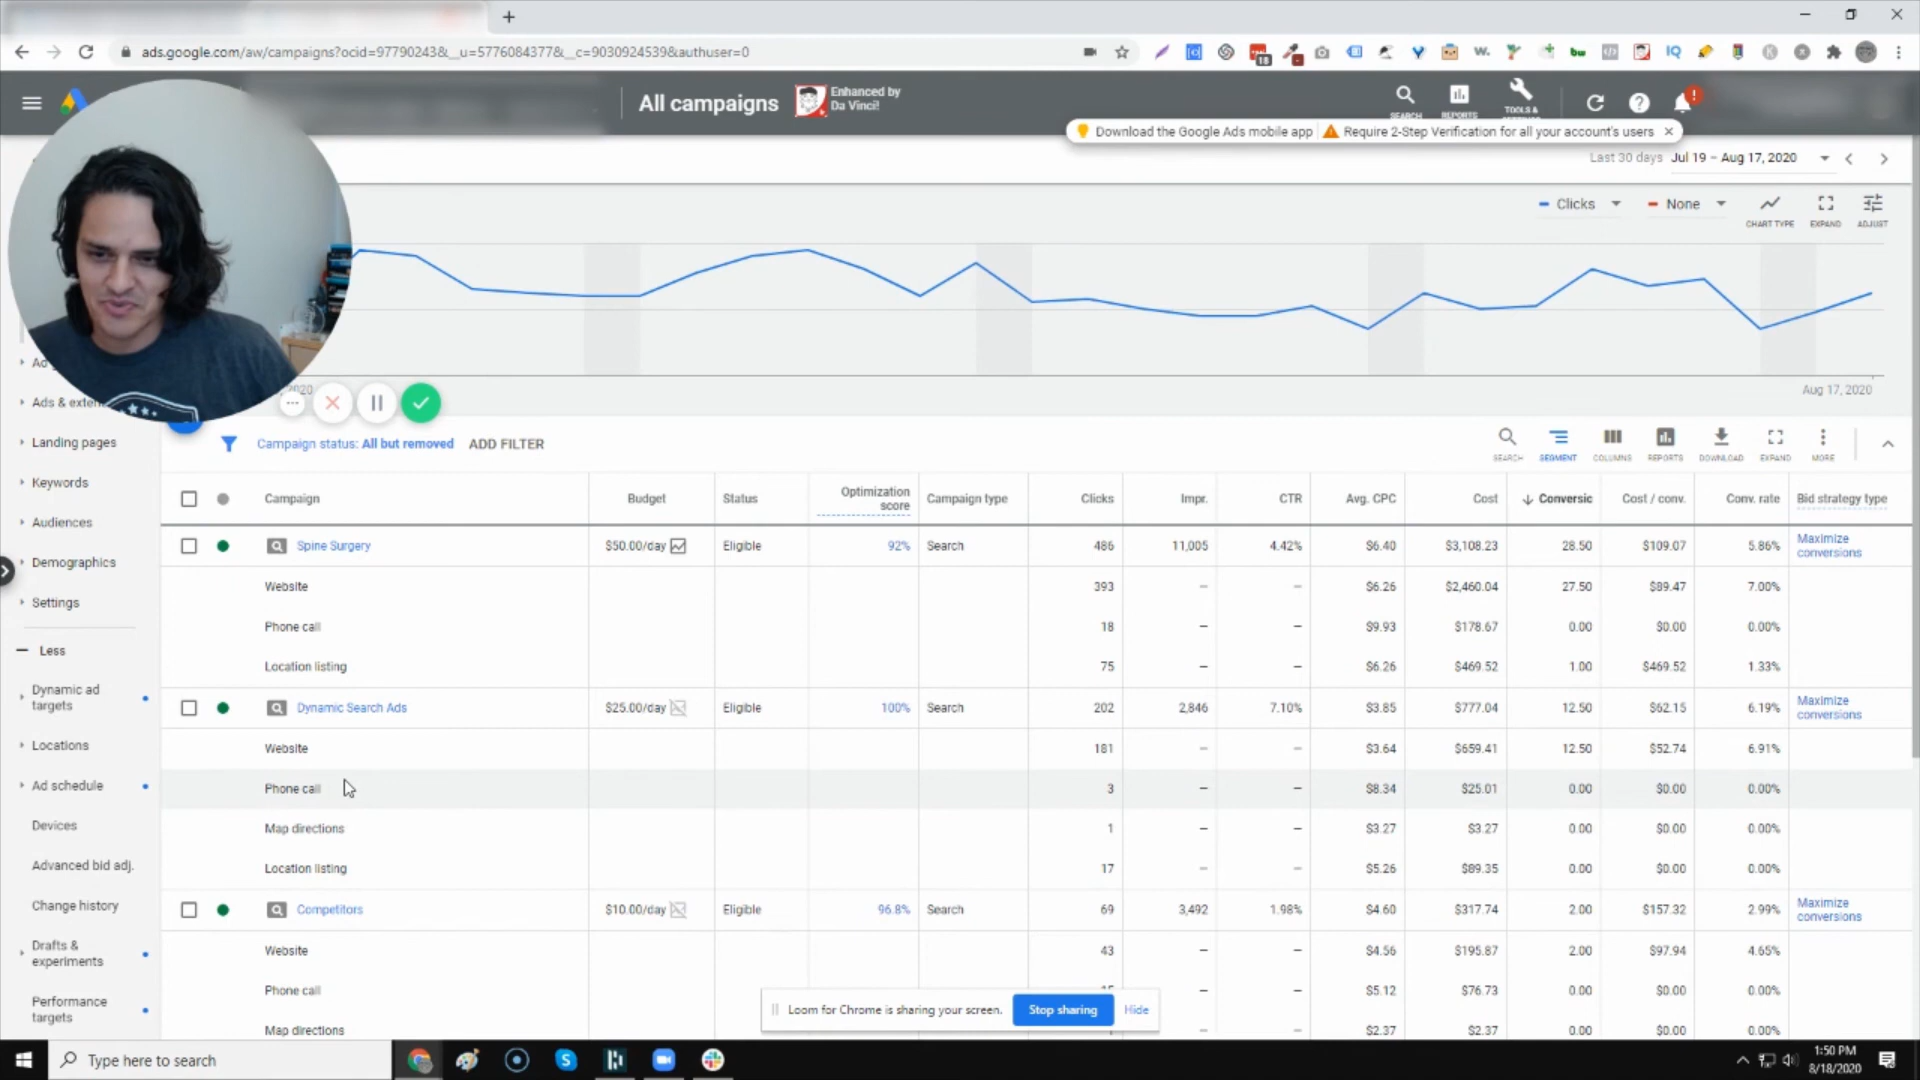 ads.google.com/aw/campaigns?ocid=97790243&__u=5776084377&__c=9030924539&authuser=0
18
IQ
bw
All campaigns
Enhanced by
Da Vinci!
SEARCH
REPORTS
TOOLS &
SETTINGS
!
Download the Google Ads mobile app
Require 2-Step Verification for all your account's users
Last 30 days Jul 19 – Aug 17, 2020
Clicks
None
CHART TYPE
EXPAND
ADJUST
2020
Aug 17, 2020
Ads & exten
Landing pages
Keywords
Audiences
Demographics
Settings
Less
Dynamic ad
targets
Locations
Ad schedule
Devices
Advanced bid adj.
Change history
Drafts &
experiments
Performance
targets
Campaign status: All but removed ADD FILTER
SEARCH SEGMENT COLUMNS REPORTS DOWNLOAD EXPAND MORE
Campaign Budget Status Optimization score Campaign type Clicks Impr. CTR Avg. CPC Cost Conversic Cost / conv. Conv. rate Bid strategy type
Spine Surgery $50.00/day Eligible 92% Search 486 11,005 4.42% $6.40 $3,108.23 28.50 $109.07 5.86% Maximize conversions
Website 393 – – $6.26 $2,460.04 27.50 $89.47 7.00%
Phone call 18 – – $9.93 $178.67 0.00 $0.00 0.00%
Location listing 75 – – $6.26 $469.52 1.00 $469.52 1.33%
Dynamic Search Ads $25.00/day Eligible 100% Search 202 2,846 7.10% $3.85 $777.04 12.50 $62.15 6.19% Maximize conversions
Website 181 – – $3.64 $659.41 12.50 $52.74 6.91%
Phone call 3 – – $8.34 $25.01 0.00 $0.00 0.00%
Map directions 1 – – $3.27 $3.27 0.00 $0.00 0.00%
Location listing 17 – – $5.26 $89.35 0.00 $0.00 0.00%
Competitors $10.00/day Eligible 96.8% Search 69 3,492 1.98% $4.60 $317.74 2.00 $157.32 2.99% Maximize conversions
Website 43 – – $4.56 $195.87 2.00 $97.94 4.65%
Phone call – – $5.12 $76.73 0.00 $0.00 0.00%
Map directions – – $2.37 $2.37 0.00 $0.00 0.00%
Loom for Chrome is sharing your screen.
Stop sharing
Hide
Type here to search
1:50 PM
8/18/2020